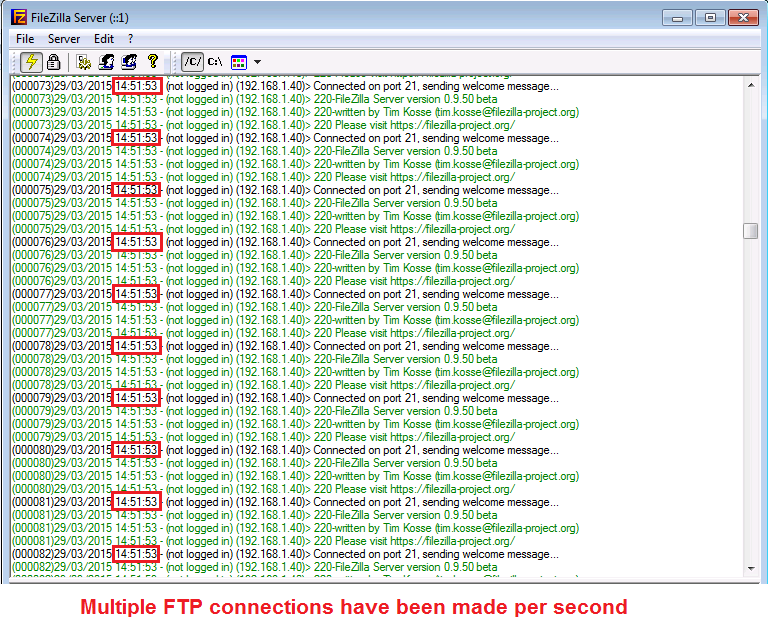 FileZilla Server (::1)
File Server Edit ?
/C/ C:\
(000073)29/03/2015 14:51:53 - (not logged in) (192.168.1.40)> Connected on port 21, sending welcome message...
(000073)29/03/2015 14:51:53 - (not logged in) (192.168.1.40)> 220-FileZilla Server version 0.9.50 beta
(000073)29/03/2015 14:51:53 - (not logged in) (192.168.1.40)> 220-written by Tim Kosse (tim.kosse@filezilla-project.org)
(000073)29/03/2015 14:51:53 - (not logged in) (192.168.1.40)> 220 Please visit https://filezilla-project.org/
(000074)29/03/2015 14:51:53 - (not logged in) (192.168.1.40)> Connected on port 21, sending welcome message...
(000074)29/03/2015 14:51:53 - (not logged in) (192.168.1.40)> 220-FileZilla Server version 0.9.50 beta
(000074)29/03/2015 14:51:53 - (not logged in) (192.168.1.40)> 220-written by Tim Kosse (tim.kosse@filezilla-project.org)
(000074)29/03/2015 14:51:53 - (not logged in) (192.168.1.40)> 220 Please visit https://filezilla-project.org/
(000075)29/03/2015 14:51:53 - (not logged in) (192.168.1.40)> Connected on port 21, sending welcome message...
(000075)29/03/2015 14:51:53 - (not logged in) (192.168.1.40)> 220-FileZilla Server version 0.9.50 beta
(000075)29/03/2015 14:51:53 - (not logged in) (192.168.1.40)> 220-written by Tim Kosse (tim.kosse@filezilla-project.org)
(000075)29/03/2015 14:51:53 - (not logged in) (192.168.1.40)> 220 Please visit https://filezilla-project.org/
(000076)29/03/2015 14:51:53 - (not logged in) (192.168.1.40)> Connected on port 21, sending welcome message...
(000076)29/03/2015 14:51:53 - (not logged in) (192.168.1.40)> 220-FileZilla Server version 0.9.50 beta
(000076)29/03/2015 14:51:53 - (not logged in) (192.168.1.40)> 220-written by Tim Kosse (tim.kosse@filezilla-project.org)
(000076)29/03/2015 14:51:53 - (not logged in) (192.168.1.40)> 220 Please visit https://filezilla-project.org/
(000077)29/03/2015 14:51:53 - (not logged in) (192.168.1.40)> Connected on port 21, sending welcome message...
(000077)29/03/2015 14:51:53 - (not logged in) (192.168.1.40)> 220-FileZilla Server version 0.9.50 beta
(000077)29/03/2015 14:51:53 - (not logged in) (192.168.1.40)> 220-written by Tim Kosse (tim.kosse@filezilla-project.org)
(000077)29/03/2015 14:51:53 - (not logged in) (192.168.1.40)> 220 Please visit https://filezilla-project.org/
(000078)29/03/2015 14:51:53 - (not logged in) (192.168.1.40)> Connected on port 21, sending welcome message...
(000078)29/03/2015 14:51:53 - (not logged in) (192.168.1.40)> 220-FileZilla Server version 0.9.50 beta
(000078)29/03/2015 14:51:53 - (not logged in) (192.168.1.40)> 220-written by Tim Kosse (tim.kosse@filezilla-project.org)
(000078)29/03/2015 14:51:53 - (not logged in) (192.168.1.40)> 220 Please visit https://filezilla-project.org/
(000079)29/03/2015 14:51:53 - (not logged in) (192.168.1.40)> Connected on port 21, sending welcome message...
(000079)29/03/2015 14:51:53 - (not logged in) (192.168.1.40)> 220-FileZilla Server version 0.9.50 beta
(000079)29/03/2015 14:51:53 - (not logged in) (192.168.1.40)> 220-written by Tim Kosse (tim.kosse@filezilla-project.org)
(000079)29/03/2015 14:51:53 - (not logged in) (192.168.1.40)> 220 Please visit https://filezilla-project.org/
(000080)29/03/2015 14:51:53 - (not logged in) (192.168.1.40)> Connected on port 21, sending welcome message...
(000080)29/03/2015 14:51:53 - (not logged in) (192.168.1.40)> 220-FileZilla Server version 0.9.50 beta
(000080)29/03/2015 14:51:53 - (not logged in) (192.168.1.40)> 220-written by Tim Kosse (tim.kosse@filezilla-project.org)
(000080)29/03/2015 14:51:53 - (not logged in) (192.168.1.40)> 220 Please visit https://filezilla-project.org/
(000081)29/03/2015 14:51:53 - (not logged in) (192.168.1.40)> Connected on port 21, sending welcome message...
(000081)29/03/2015 14:51:53 - (not logged in) (192.168.1.40)> 220-FileZilla Server version 0.9.50 beta
(000081)29/03/2015 14:51:53 - (not logged in) (192.168.1.40)> 220-written by Tim Kosse (tim.kosse@filezilla-project.org)
(000081)29/03/2015 14:51:53 - (not logged in) (192.168.1.40)> 220 Please visit https://filezilla-project.org/
(000082)29/03/2015 14:51:53 - (not logged in) (192.168.1.40)> Connected on port 21, sending welcome message...
(000082)29/03/2015 14:51:53 - (not logged in) (192.168.1.40)> 220-FileZilla Server version 0.9.50 beta
Multiple FTP connections have been made per second